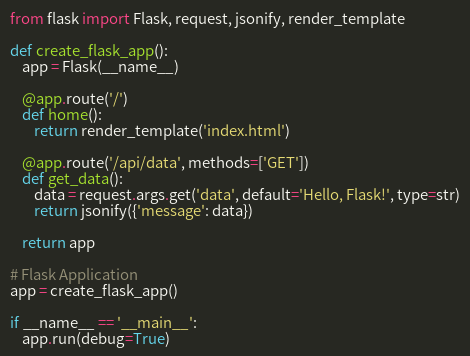 from flask import Flask, request, jsonify, render_template

def create_flask_app():
    app = Flask(__name__)

    @app.route('/')
    def home():
        return render_template('index.html')

    @app.route('/api/data', methods=['GET'])
    def get_data():
        data = request.args.get('data', default='Hello, Flask!', type=str)
        return jsonify({'message': data})

    return app

# Flask Application
app = create_flask_app()

if __name__ == '__main__':
    app.run(debug=True)